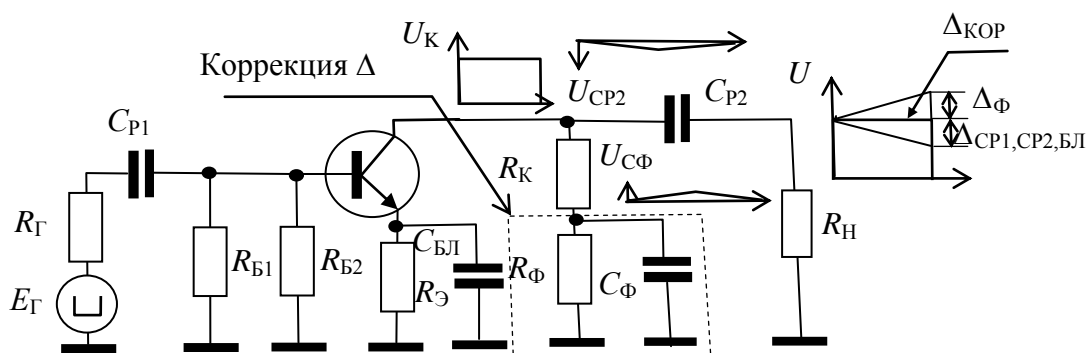 U_K
Δ_КОР
Коррекция Δ
U
U_СР2
C_Р2
C_Р1
Δ_Ф
Δ_СР1,СР2,БЛ
U_СФ
R_К
R_Г
R_Н
C_БЛ
R_Б1
R_Б2
R_Ф
C_Ф
R_Э
E_Г